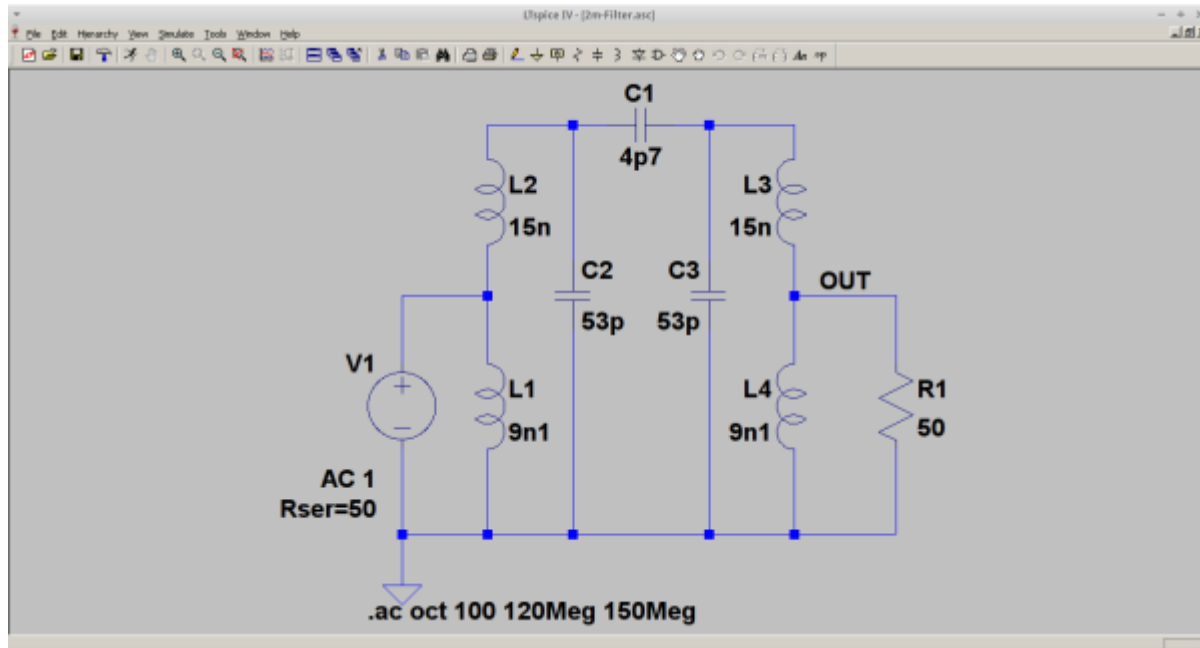 LTspice IV - [2m-Filter.asc]
File Edit Hierarchy View Simulate Tools Window Help
C1
4p7
L2
15n
L3
15n
C2
53p
C3
53p
OUT
V1
L1
9n1
L4
9n1
R1
50
AC 1
Rser=50
.ac oct 100 120Meg 150Meg